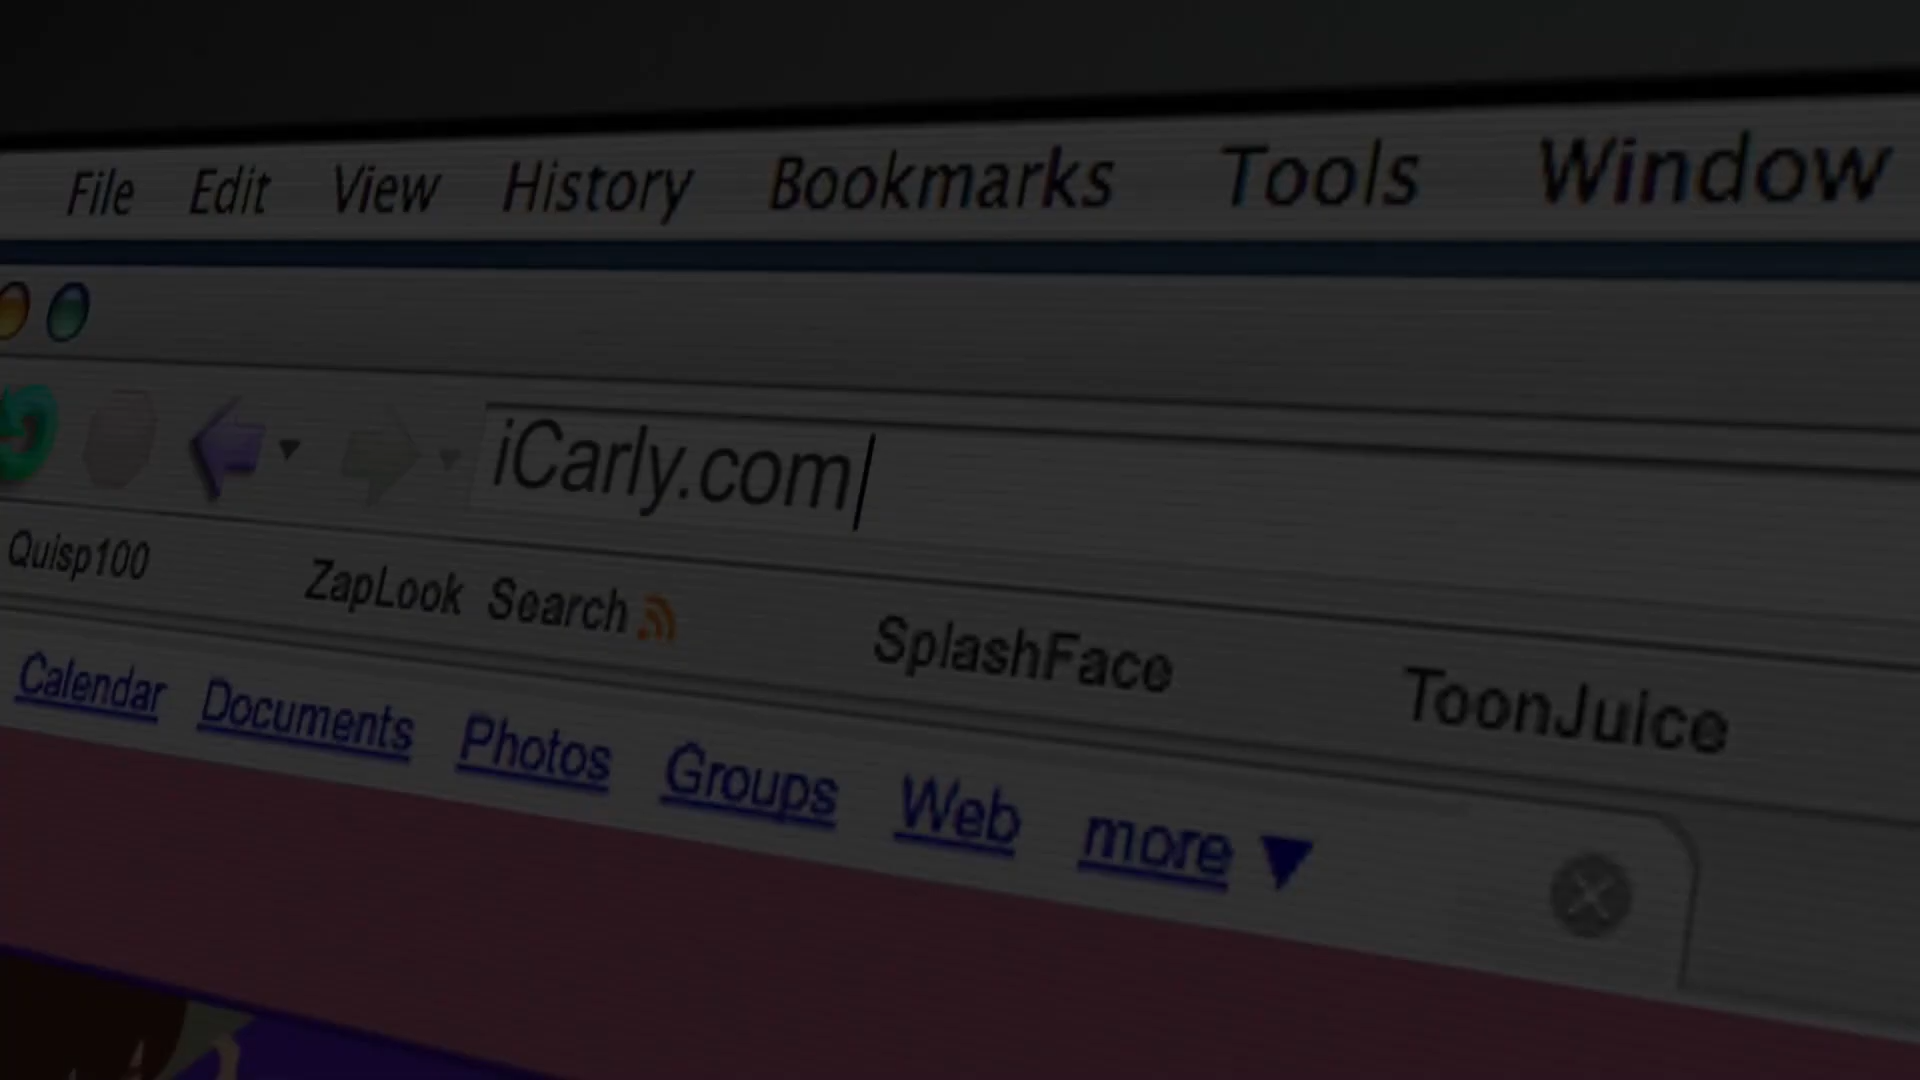 File Edit View History Bookmarks Tools Window
iCarly.com
Quisp100 ZapLook Search SplashFace ToonJuice
Calendar Documents Photos Groups Web more